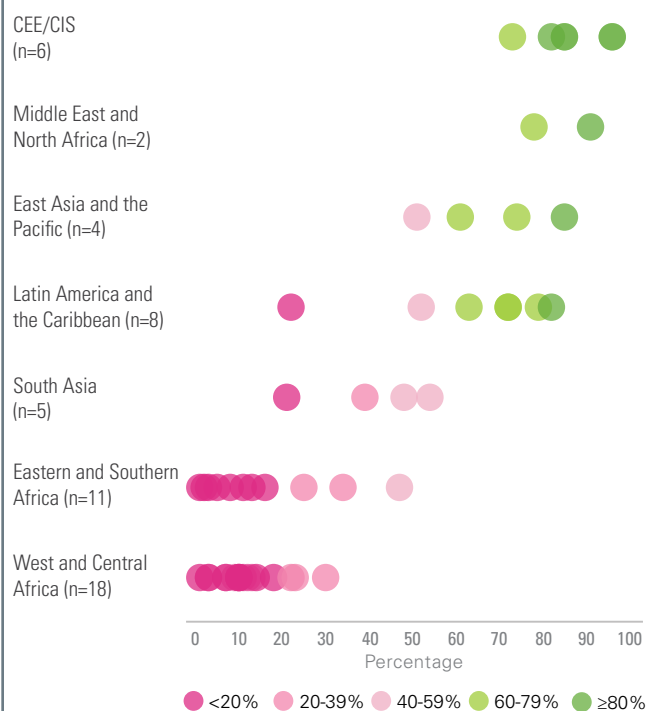 CEE/CIS
(n=6)
Middle East and
North Africa (n=2)
East Asia and the
Pacific (n=4)
Latin America and
the Caribbean (n=8)
South Asia
(n=5)
Eastern and Southern
Africa (n=11)
West and Central
Africa (n=18)
0 10 20 30 40 50 60 70 80 90 100
Percentage
<20% 20-39% 40-59% 60-79% ≥80%